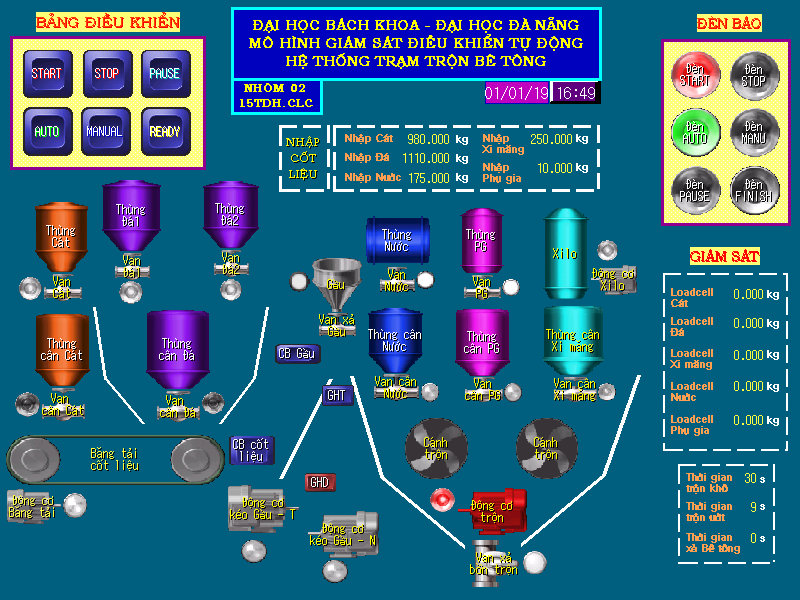 BẢNG ĐIỀU KHIỂN
START
STOP
PAUSE
AUTO
MANUAL
READY
ĐẠI HỌC BÁCH KHOA - ĐẠI HỌC ĐÀ NẴNG
MÔ HÌNH GIÁM SÁT ĐIỀU KHIỂN TỰ ĐỘNG
HỆ THỐNG TRẠM TRỘN BÊ TÔNG
NHÓM 02
15TDH.CLC
01/01/19 16:49
ĐÈN BÁO
Đèn
START
Đèn
STOP
Đèn
AUTO
Đèn
MANU
Đèn
PAUSE
Đèn
FINISH
NHẬP
CỐT
LIỆU
Nhập Cát 980.000 kg
Nhập Đá 1110.000 kg
Nhập Nước 175.000 kg
Nhập
Xi măng
250.000 kg
Nhập
Phụ gia
10.000 kg
Thùng
Cát
Thùng
Đá1
Thùng
Đá2
Van
Cát
Van
Đá1
Van
Đá2
Thùng
Nước
Thùng
PG
Xilo
Gàu
Van
Nước
Van
PG
Động cơ
Xilo
Van xả
Gàu
Thùng
cân Cát
Thùng
cân Đá
Thùng cân
Nước
Thùng
cân PG
Thùng cân
Xi măng
CB Gàu
GHT
Van
cân Cát
Van
cân Đá
Van cân
Nước
Van
cân PG
Van cân
Xi măng
Băng tải
cốt liệu
CB cốt
liệu
Cánh
trộn
Cánh
trộn
GHD
Động cơ
Băng tải
Động cơ
kéo Gàu - T
Động cơ
kéo Gàu - N
Động cơ
trộn
Van xả
bồn trộn
GIÁM SÁT
Loadcell
Cát
0.000 kg
Loadcell
Đá
0.000 kg
Loadcell
Xi măng
0.000 kg
Loadcell
Nước
0.000 kg
Loadcell
Phụ gia
0.000 kg
Thời gian
trộn khô
30 s
Thời gian
trộn ướt
9 s
Thời gian
xả Bê tông
0 s